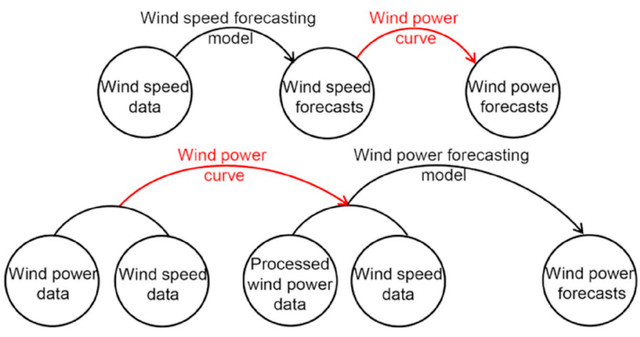 Wind speed forecasting
model
Wind power
curve
Wind speed
data
Wind speed
forecasts
Wind power
forecasts
Wind power
curve
Wind power forecasting
model
Wind power
data
Wind speed
data
Processed
wind power
data
Wind speed
data
Wind power
forecasts